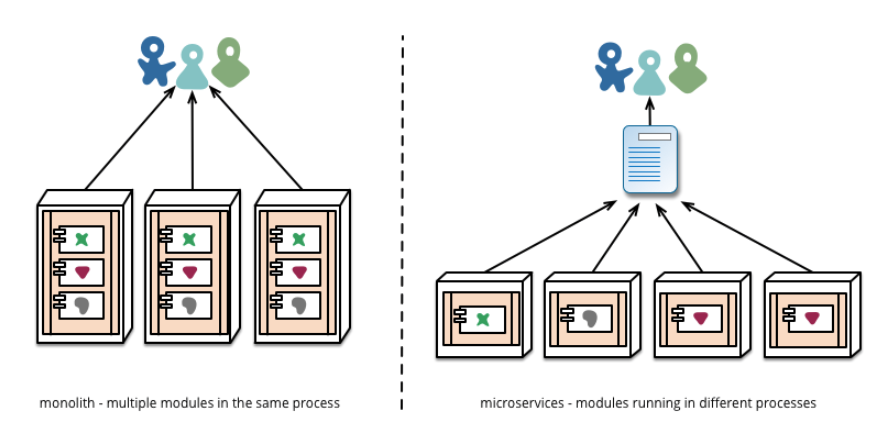 monolith - multiple modules in the same process
microservices - modules running in different processes